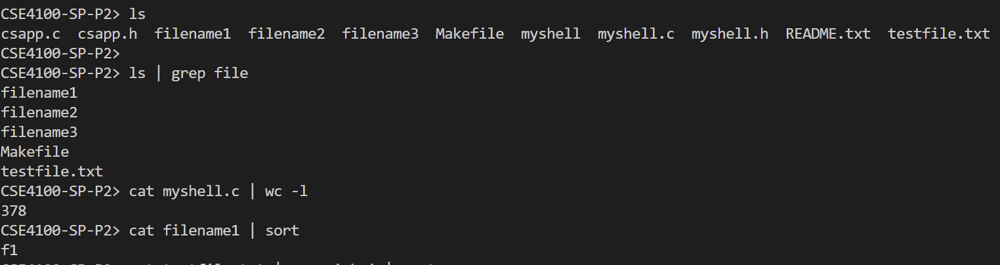 CSE4100-SP-P2> ls
csapp.c  csapp.h  filename1  filename2  filename3  Makefile  myshell  myshell.c  myshell.h  README.txt  testfile.txt
CSE4100-SP-P2>
CSE4100-SP-P2> ls | grep file
filename1
filename2
filename3
Makefile
testfile.txt
CSE4100-SP-P2> cat myshell.c | wc -l
378
CSE4100-SP-P2> cat filename1 | sort
f1